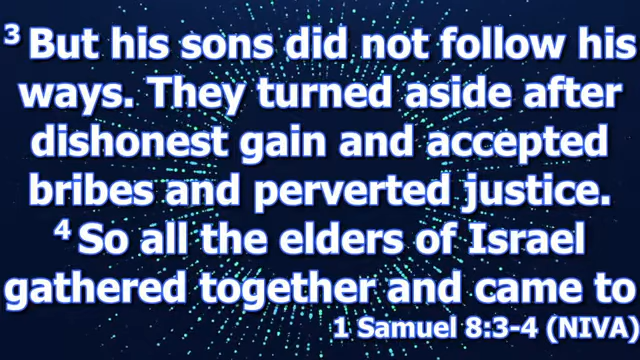 3 But his sons did not follow his
ways. They turned aside after
dishonest gain and accepted
bribes and perverted justice.
4 So all the elders of Israel
gathered together and came to
1 Samuel 8:3-4 (NIVA)